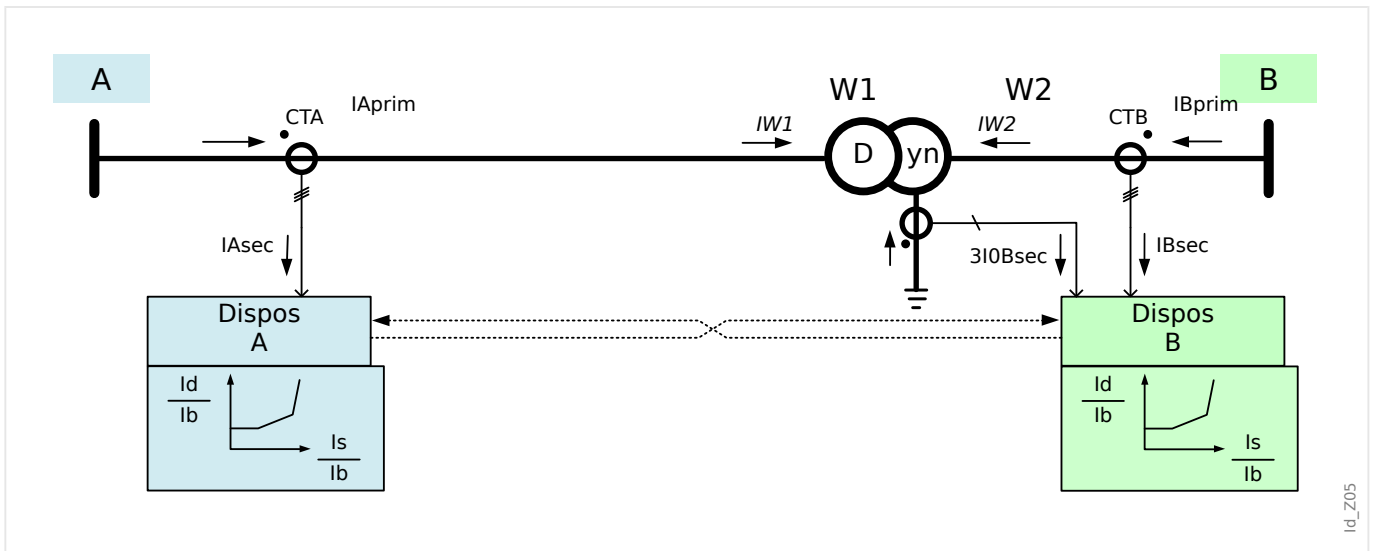 A
B
W1
W2
IAprim
IBprim
CTA
IW1
IW2
CTB
D
yn
IAsec
3I0Bsec
IBsec
Dispos
A
Dispos
B
Id
Ib
Is
Ib
Id
Ib
Is
Ib
Id_Z05